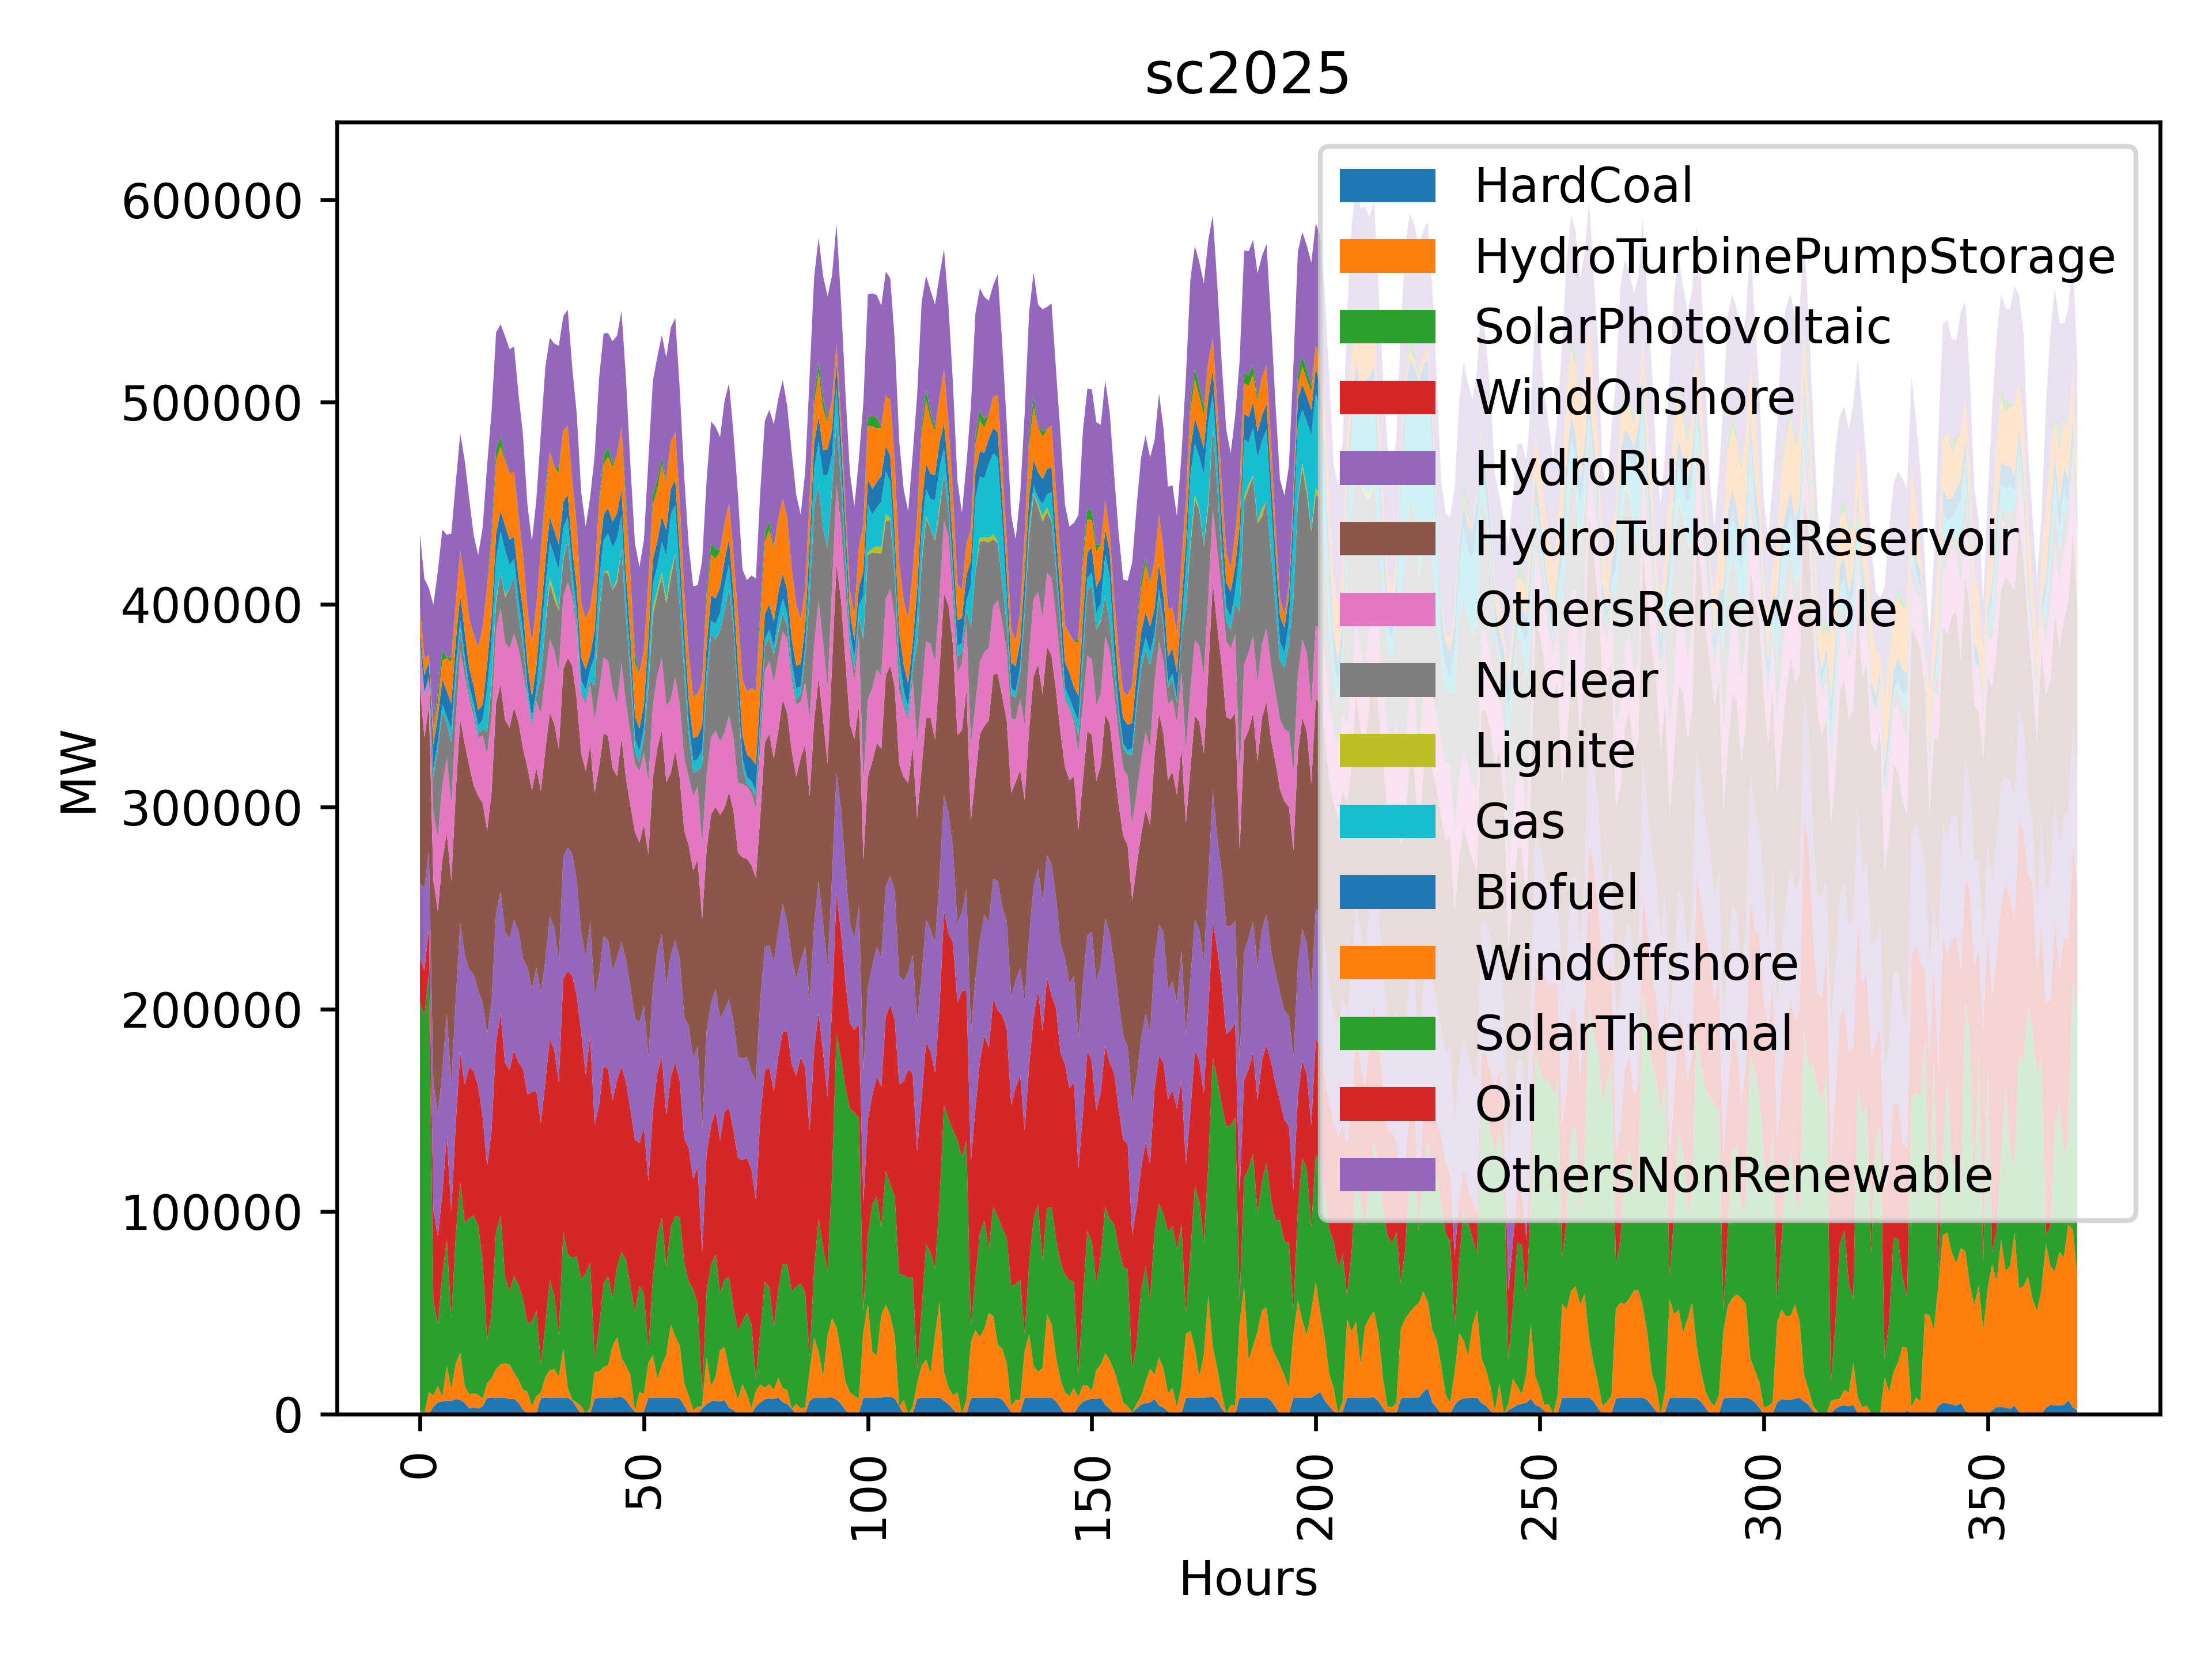 sc2025
600000
500000
400000
300000
200000
100000
0
MW
HardCoal
HydroTurbinePumpStorage
SolarPhotovoltaic
WindOnshore
HydroRun
HydroTurbineReservoir
OthersRenewable
Nuclear
Lignite
Gas
Biofuel
WindOffshore
SolarThermal
Oil
OthersNonRenewable
0
50
100
150
200
250
300
350
Hours